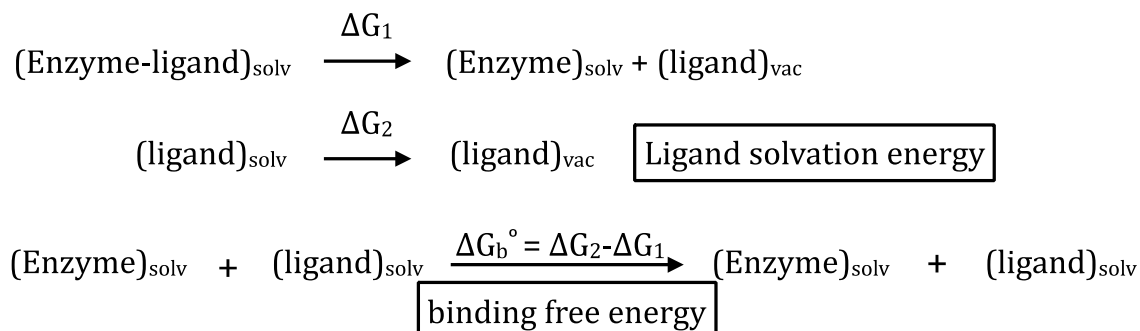 ΔG₁
(Enzyme-ligand)solv (Enzyme)solv + (ligand)vac
ΔG₂
(ligand)solv (ligand)vac Ligand solvation energy
ΔGb° = ΔG₂-ΔG₁
(Enzyme)solv + (ligand)solv (Enzyme)solv + (ligand)solv
binding free energy